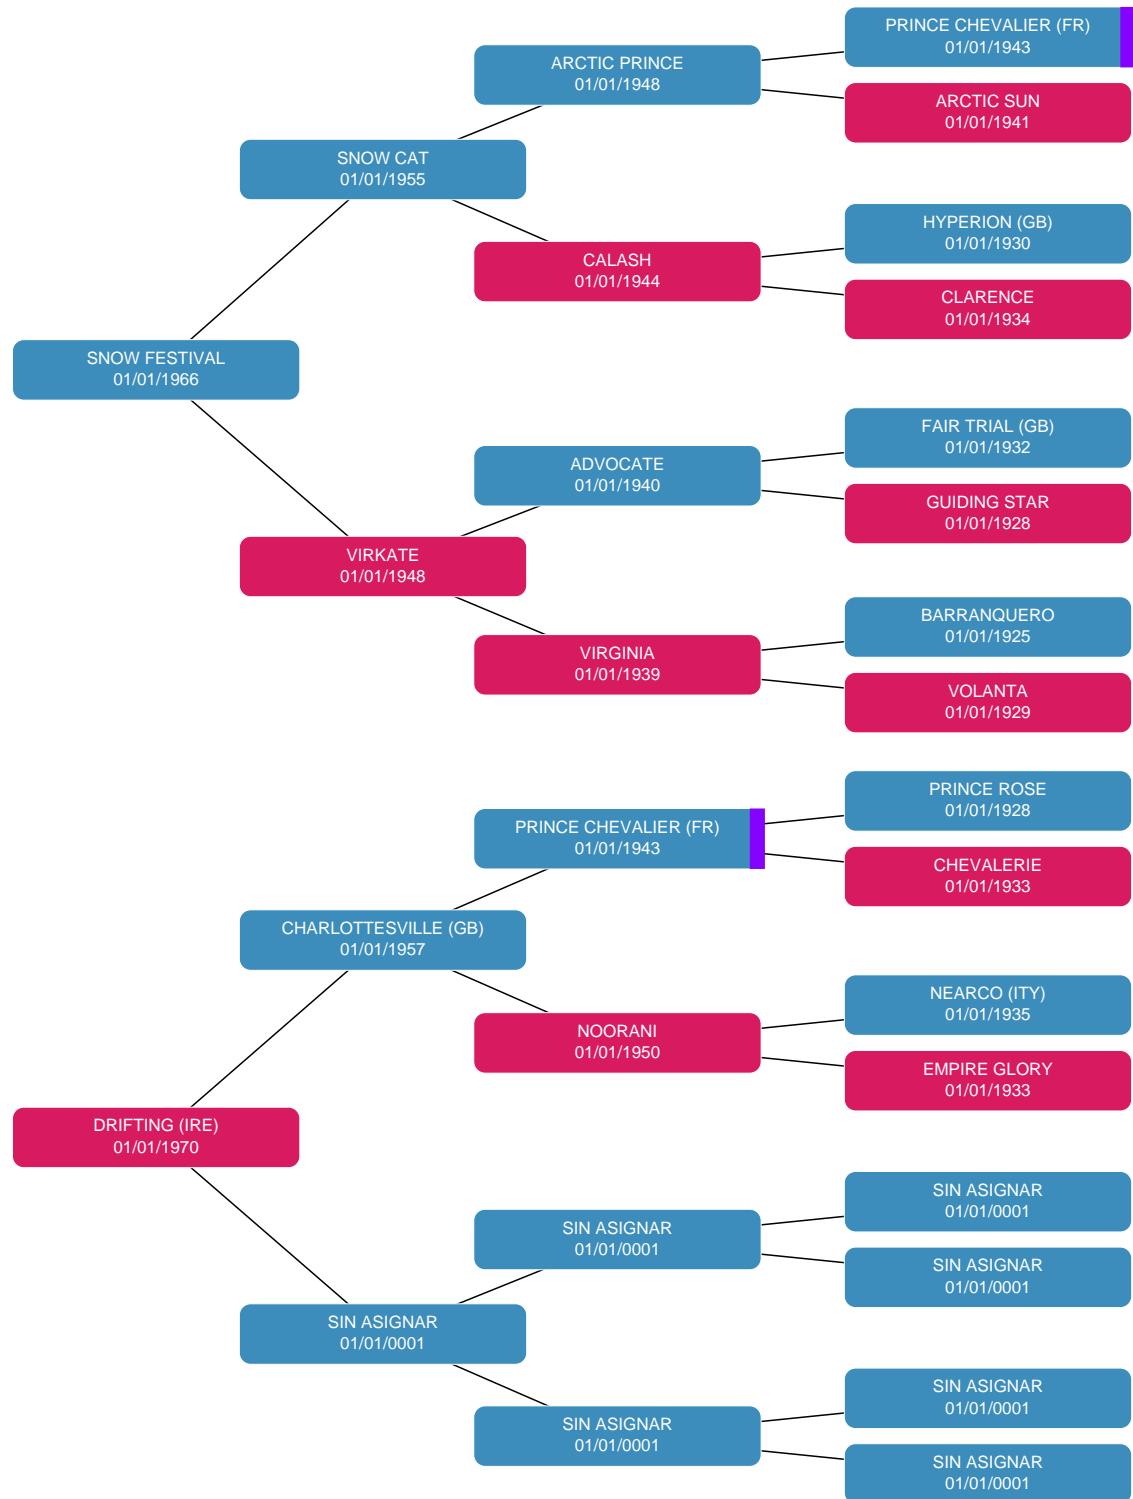 PRINCE CHEVALIER (FR)
01/01/1943
ARCTIC PRINCE
01/01/1948
ARCTIC SUN
01/01/1941
SNOW CAT
01/01/1955
HYPERION (GB)
01/01/1930
CALASH
01/01/1944
CLARENCE
01/01/1934
SNOW FESTIVAL
01/01/1966
FAIR TRIAL (GB)
01/01/1932
ADVOCATE
01/01/1940
GUIDING STAR
01/01/1928
VIRKATE
01/01/1948
BARRANQUERO
01/01/1925
VIRGINIA
01/01/1939
VOLANTA
01/01/1929
PRINCE ROSE
01/01/1928
PRINCE CHEVALIER (FR)
01/01/1943
CHEVALERIE
01/01/1933
CHARLOTTESVILLE (GB)
01/01/1957
NEARCO (ITY)
01/01/1935
NOORANI
01/01/1950
EMPIRE GLORY
01/01/1933
DRIFTING (IRE)
01/01/1970
SIN ASIGNAR
01/01/0001
SIN ASIGNAR
01/01/0001
SIN ASIGNAR
01/01/0001
SIN ASIGNAR
01/01/0001
SIN ASIGNAR
01/01/0001
SIN ASIGNAR
01/01/0001
SIN ASIGNAR
01/01/0001